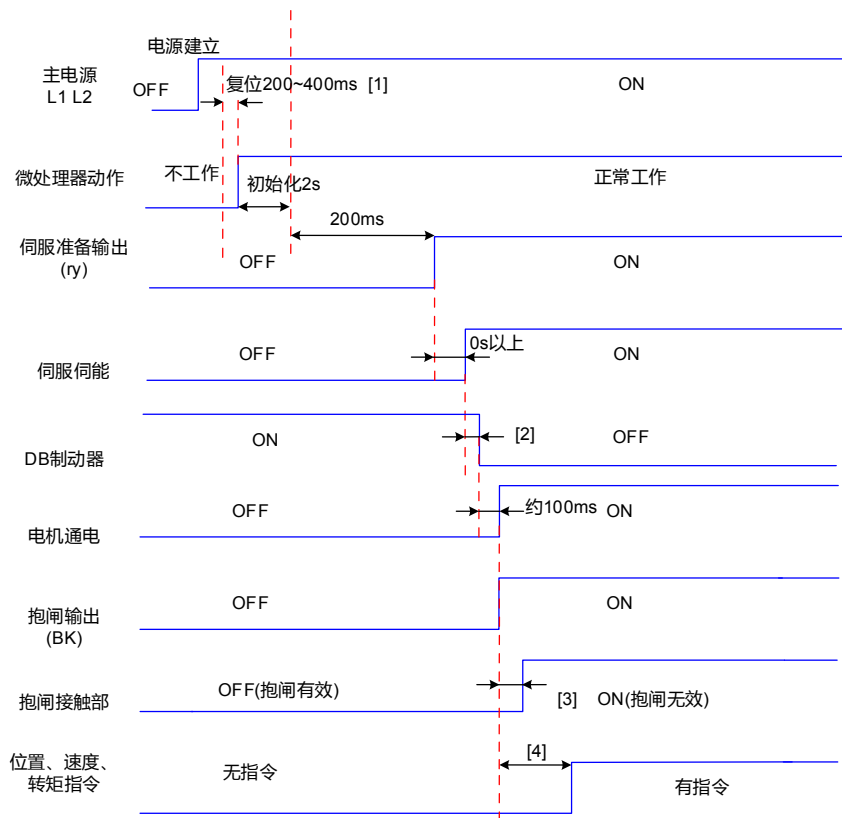 电源建立
主电源
L1 L2
OFF
复位200~400ms [1]
ON
微处理器动作
不工作
初始化2s
正常工作
200ms
伺服准备输出
(ry)
OFF
ON
伺服伺能
OFF
0s以上
ON
DB制动器
ON
[2]
OFF
电机通电
OFF
约100ms
ON
抱闸输出
(BK)
OFF
ON
抱闸接触部
OFF(抱闸有效)
[3]
ON(抱闸无效)
位置、速度、
转矩指令
无指令
[4]
有指令